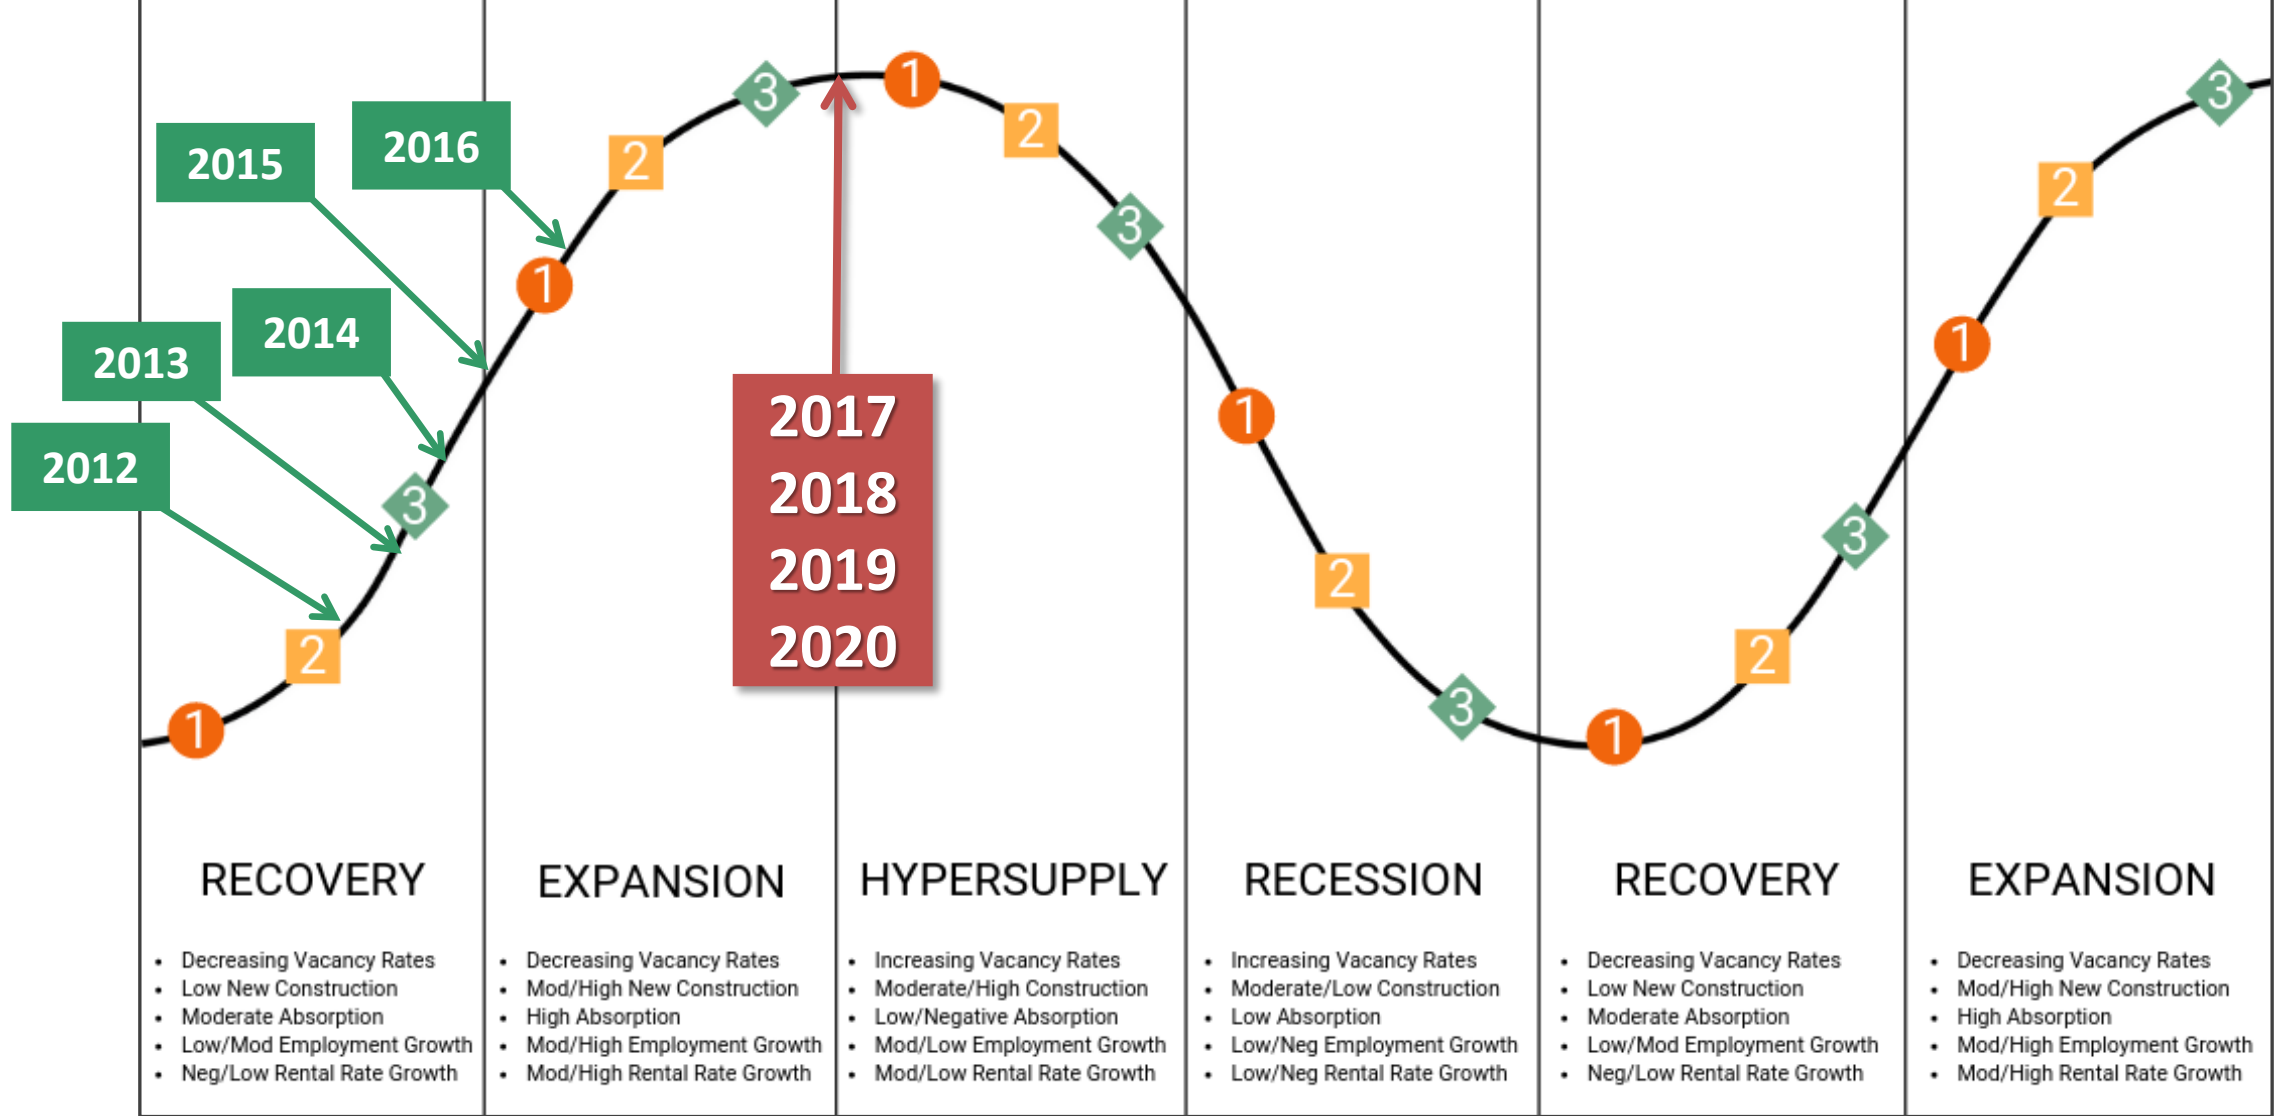 2015
2016
2013
2014
2012
2017
2018
2019
2020
1
2
3
1
2
3
1
2
3
1
2
3
1
2
3
1
2
3
RECOVERY
• Decreasing Vacancy Rates
• Low New Construction
• Moderate Absorption
• Low/Mod Employment Growth
• Neg/Low Rental Rate Growth
EXPANSION
• Decreasing Vacancy Rates
• Mod/High New Construction
• High Absorption
• Mod/High Employment Growth
• Mod/High Rental Rate Growth
HYPERSUPPLY
• Increasing Vacancy Rates
• Moderate/High Construction
• Low/Negative Absorption
• Mod/Low Employment Growth
• Mod/Low Rental Rate Growth
RECESSION
• Increasing Vacancy Rates
• Moderate/Low Construction
• Low Absorption
• Low/Neg Employment Growth
• Low/Neg Rental Rate Growth
RECOVERY
• Decreasing Vacancy Rates
• Low New Construction
• Moderate Absorption
• Low/Mod Employment Growth
• Neg/Low Rental Rate Growth
EXPANSION
• Decreasing Vacancy Rates
• Mod/High New Construction
• High Absorption
• Mod/High Employment Growth
• Mod/High Rental Rate Growth